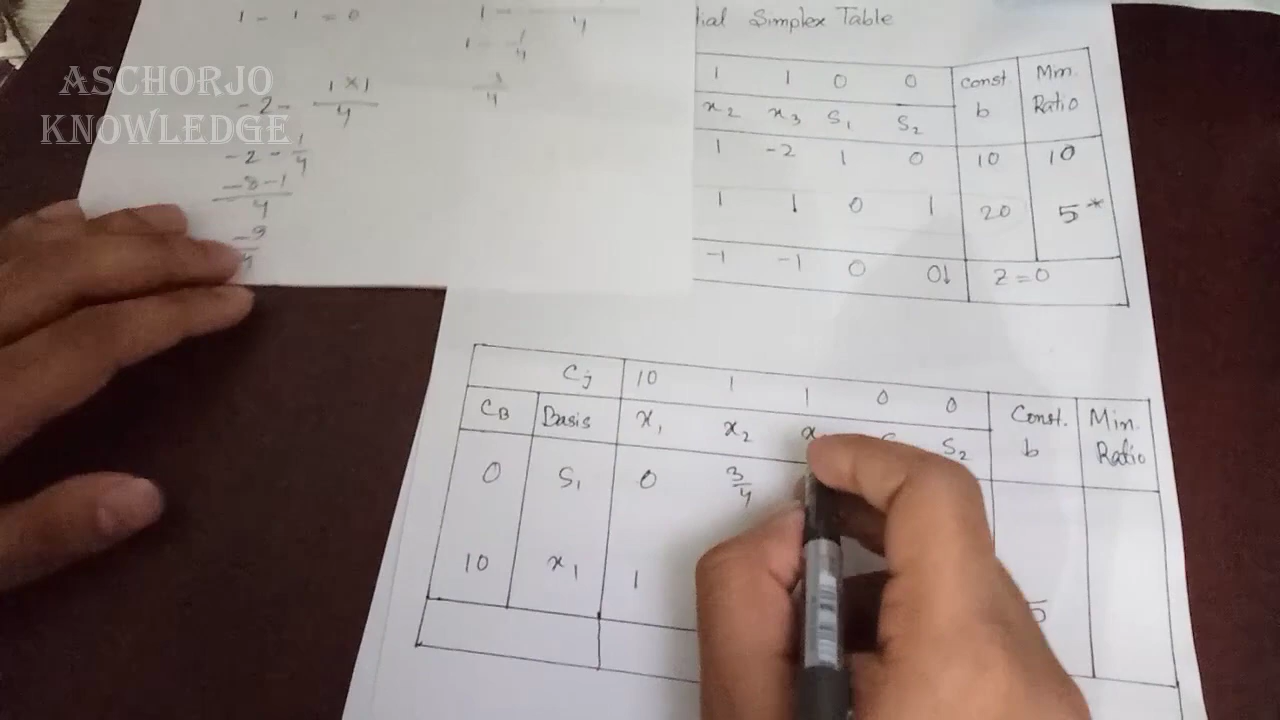 ASCHORJO
KNOWLEDGE
1 - 1 = 0
-2 - 1×1/4
-2 - 1/4
-8-1/4
-9/4
1 - 1/4
3/4
Simplex Table
1 1 0 0 Const b Min. Ratio
x2 x3 S1 S2
1 -2 1 0 10 10
1 1 0 1 20 5*
-1 -1 0 0↓ Z=0
Cj 10 1 1 0 0 Const. b Min. Ratio
CB Basis x1 x2 S2
0 S1 0 3/4
10 x1 1